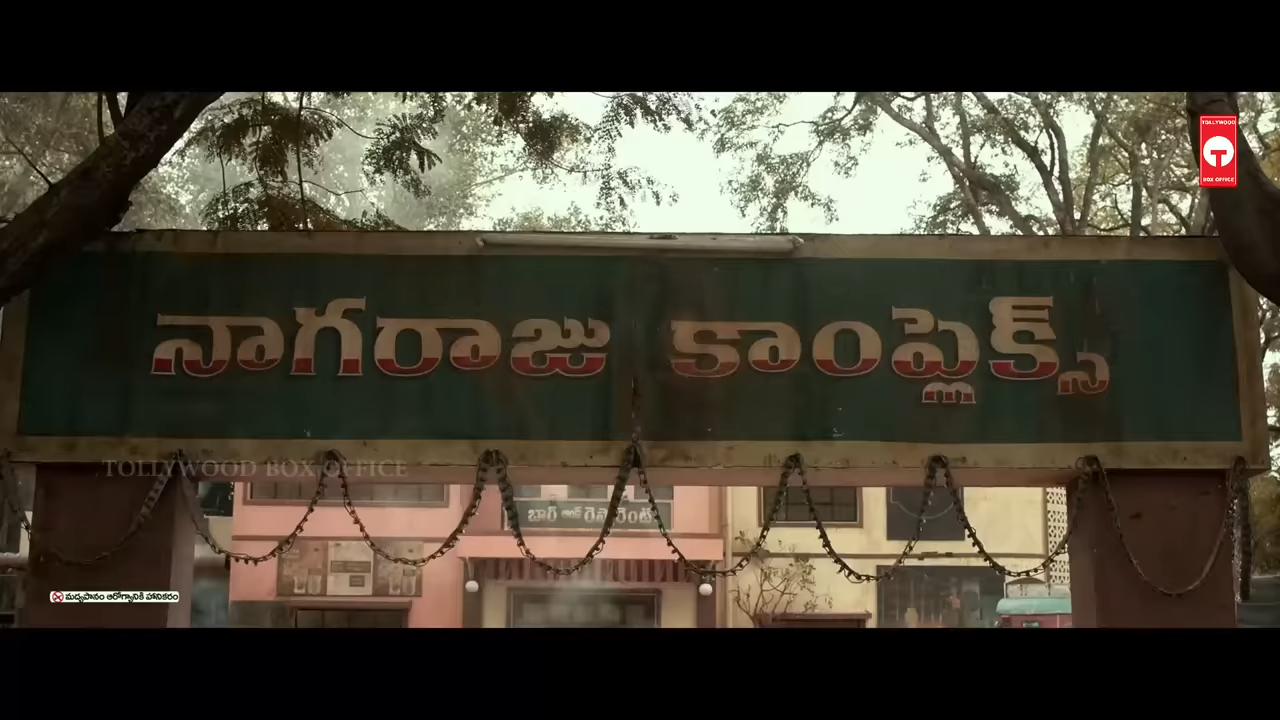 TOLLYWOOD
T
BOX OFFICE
నాగరాజు కాంప్లెక్స్
TOLLYWOOD BOX OFFICE
బార్ అండ్ రెస్టారెంట్
మద్యపానం ఆరోగ్యానికి హానికరం